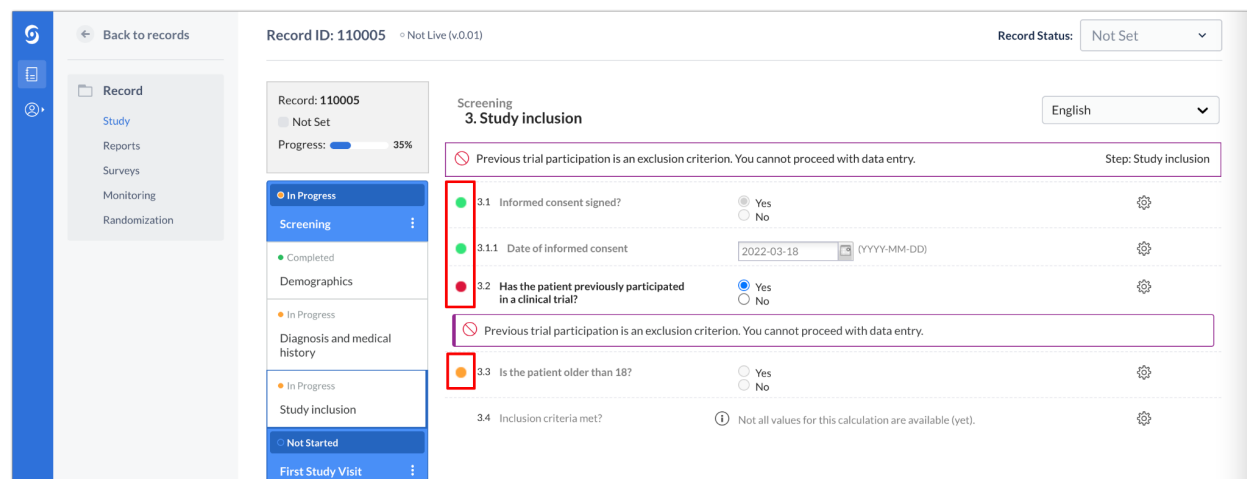 Back to records
Record
Study
Reports
Surveys
Monitoring
Randomization
Record ID: 110005 Not Live (v.0.01)
Record Status: Not Set
Record: 110005
Not Set
Progress: 35%
In Progress
Screening
Completed
Demographics
In Progress
Diagnosis and medical
history
In Progress
Study inclusion
Not Started
First Study Visit
Screening
3. Study inclusion
English
Previous trial participation is an exclusion criterion. You cannot proceed with data entry. Step: Study inclusion
3.1 Informed consent signed? Yes
No
3.1.1 Date of informed consent 2022-03-18 (YYYY-MM-DD)
3.2 Has the patient previously participated Yes
in a clinical trial? No
Previous trial participation is an exclusion criterion. You cannot proceed with data entry.
3.3 Is the patient older than 18? Yes
No
3.4 Inclusion criteria met? Not all values for this calculation are available (yet).